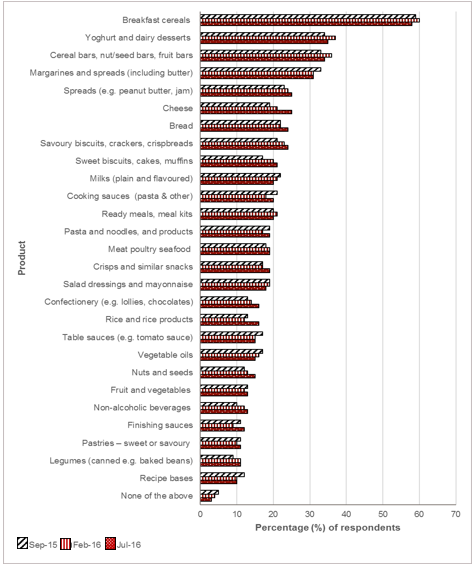 Breakfast cereals
Yoghurt and dairy desserts
Cereal bars, nut/seed bars, fruit bars
Margarines and spreads (including butter)
Spreads (e.g. peanut butter, jam)
Cheese
Bread
Savoury biscuits, crackers, crispbreads
Sweet biscuits, cakes, muffins
Milks (plain and flavoured)
Cooking sauces (pasta & other)
Ready meals, meal kits
Pasta and noodles, and products
Meat poultry seafood
Crisps and similar snacks
Salad dressings and mayonnaise
Confectionery (e.g. lollies, chocolates)
Rice and rice products
Table sauces (e.g. tomato sauce)
Vegetable oils
Nuts and seeds
Fruit and vegetables
Non-alcoholic beverages
Finishing sauces
Pastries – sweet or savoury
Legumes (canned e.g. baked beans)
Recipe bases
None of the above
Product
0 10 20 30 40 50 60 70
Percentage (%) of respondents
Sep-15 Feb-16 Jul-16